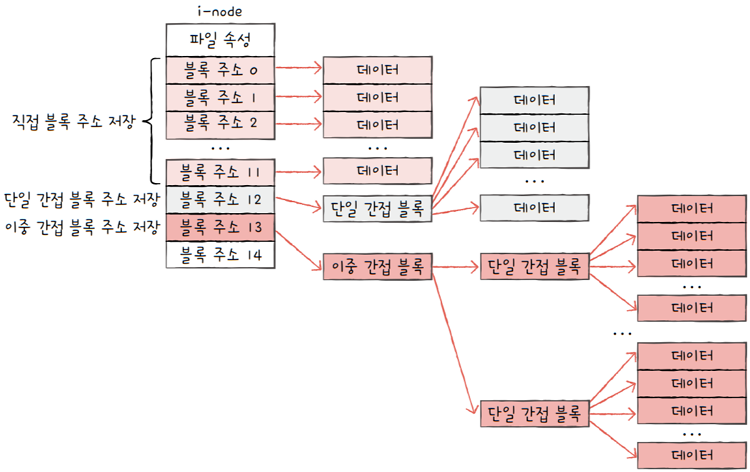 i-node
파일 속성
블록 주소 0
데이터
블록 주소 1
데이터
데이터
블록 주소 2
데이터
데이터
직접 블록 주소 저장
...
...
데이터
블록 주소 11
데이터
...
단일 간접 블록 주소 저장
블록 주소 12
단일 간접 블록
데이터
데이터
이중 간접 블록 주소 저장
블록 주소 13
데이터
블록 주소 14
이중 간접 블록
단일 간접 블록
데이터
...
데이터
...
데이터
데이터
단일 간접 블록
데이터
...
데이터